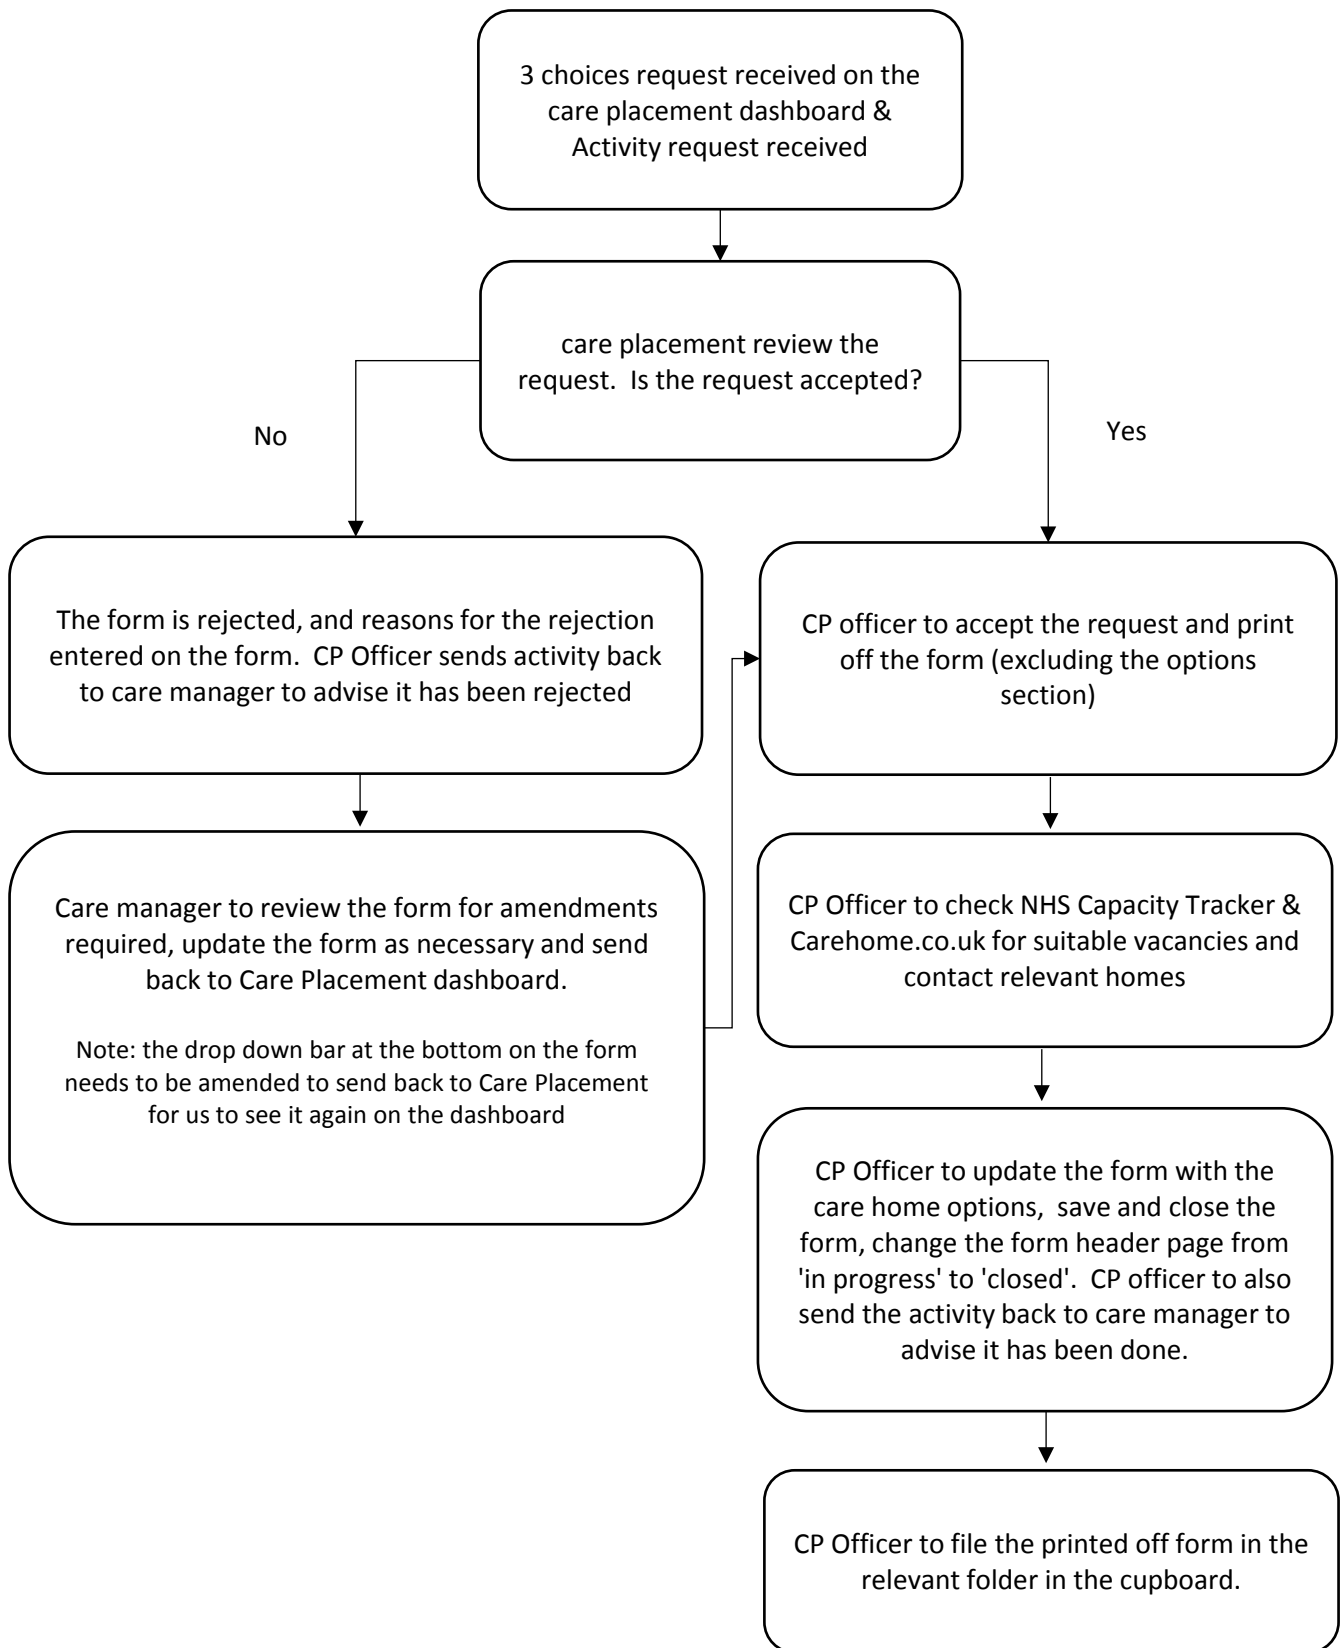 3 choices request received on the
care placement dashboard &
Activity request received
care placement review the
request.  Is the request accepted?
No
Yes
The form is rejected, and reasons for the rejection
entered on the form.  CP Officer sends activity back
to care manager to advise it has been rejected
CP officer to accept the request and print
off the form (excluding the options
section)
Care manager to review the form for amendments
required, update the form as necessary and send
back to Care Placement dashboard.
Note: the drop down bar at the bottom on the form
needs to be amended to send back to Care Placement
for us to see it again on the dashboard
CP Officer to check NHS Capacity Tracker &
Carehome.co.uk for suitable vacancies and
contact relevant homes
CP Officer to update the form with the
care home options,  save and close the
form, change the form header page from
'in progress' to 'closed'.  CP officer to also
send the activity back to care manager to
advise it has been done.
CP Officer to file the printed off form in the
relevant folder in the cupboard.